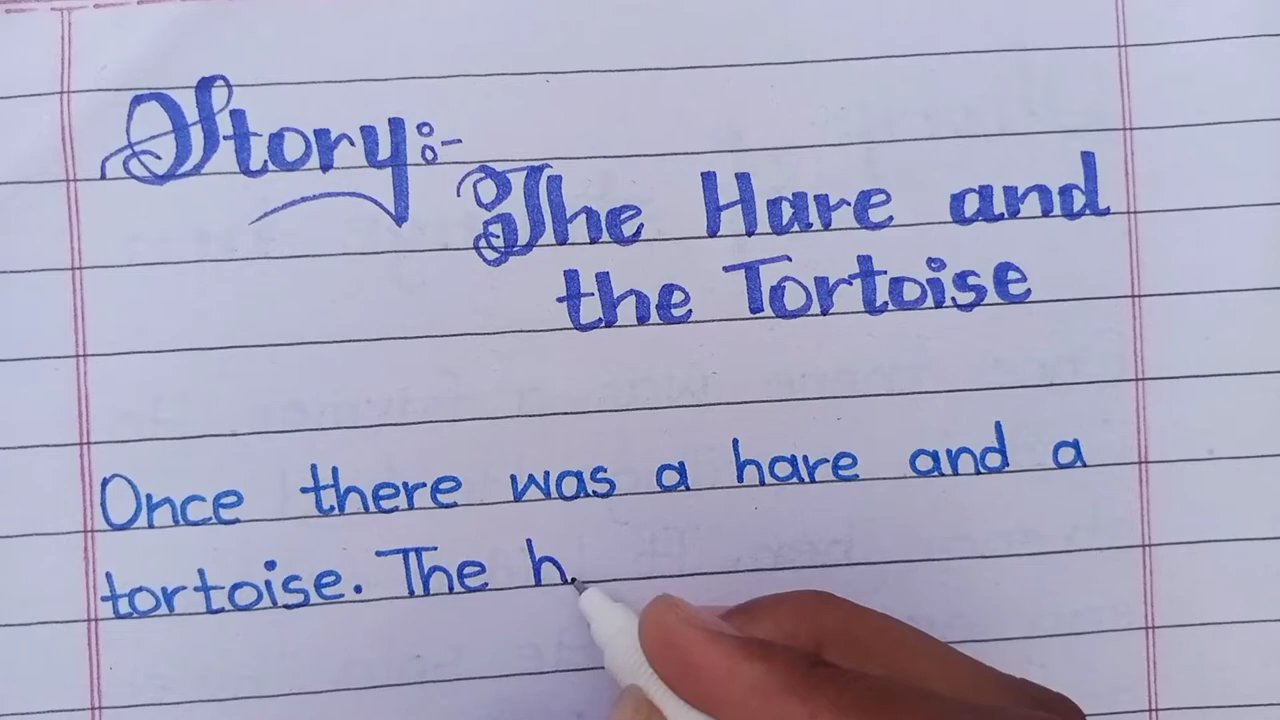 Story:-
The Hare and
the Tortoise
Once there was a hare and a
tortoise. The h